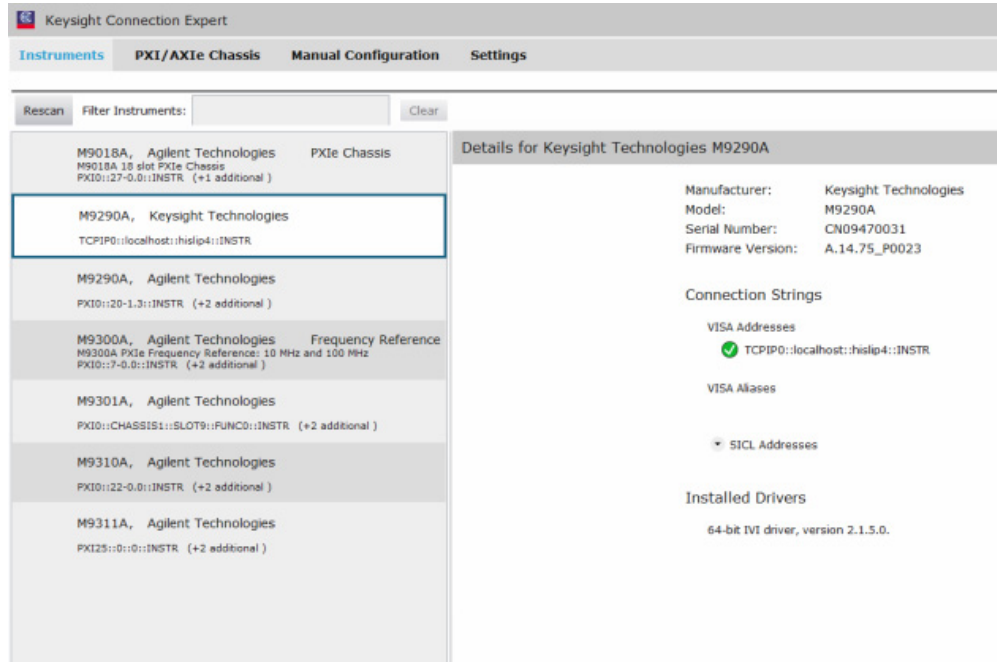 Keysight Connection Expert
Instruments PXI/AXIe Chassis Manual Configuration Settings
Rescan Filter Instruments: Clear
M9018A, Agilent Technologies PXIe Chassis
M9018A 18 slot PXIe Chassis
PXI0::27-0.0::INSTR (+1 additional )
M9290A, Keysight Technologies
TCPIP0::localhost::hislip4::INSTR
M9290A, Agilent Technologies
PXI0::20-1.3::INSTR (+2 additional )
M9300A, Agilent Technologies Frequency Reference
M9300A PXIe Frequency Reference: 10 MHz and 100 MHz
PXI0::7-0.0::INSTR (+2 additional )
M9301A, Agilent Technologies
PXI0::CHASSIS1::SLOT9::FUNC0::INSTR (+2 additional )
M9310A, Agilent Technologies
PXI0::22-0.0::INSTR (+2 additional )
M9311A, Agilent Technologies
PXI25::0::0::INSTR (+2 additional )
Details for Keysight Technologies M9290A
Manufacturer: Keysight Technologies
Model: M9290A
Serial Number: CN09470031
Firmware Version: A.14.75_P0023
Connection Strings
VISA Addresses
TCPIP0::localhost::hislip4::INSTR
VISA Aliases
SICL Addresses
Installed Drivers
64-bit IVI driver, version 2.1.5.0.